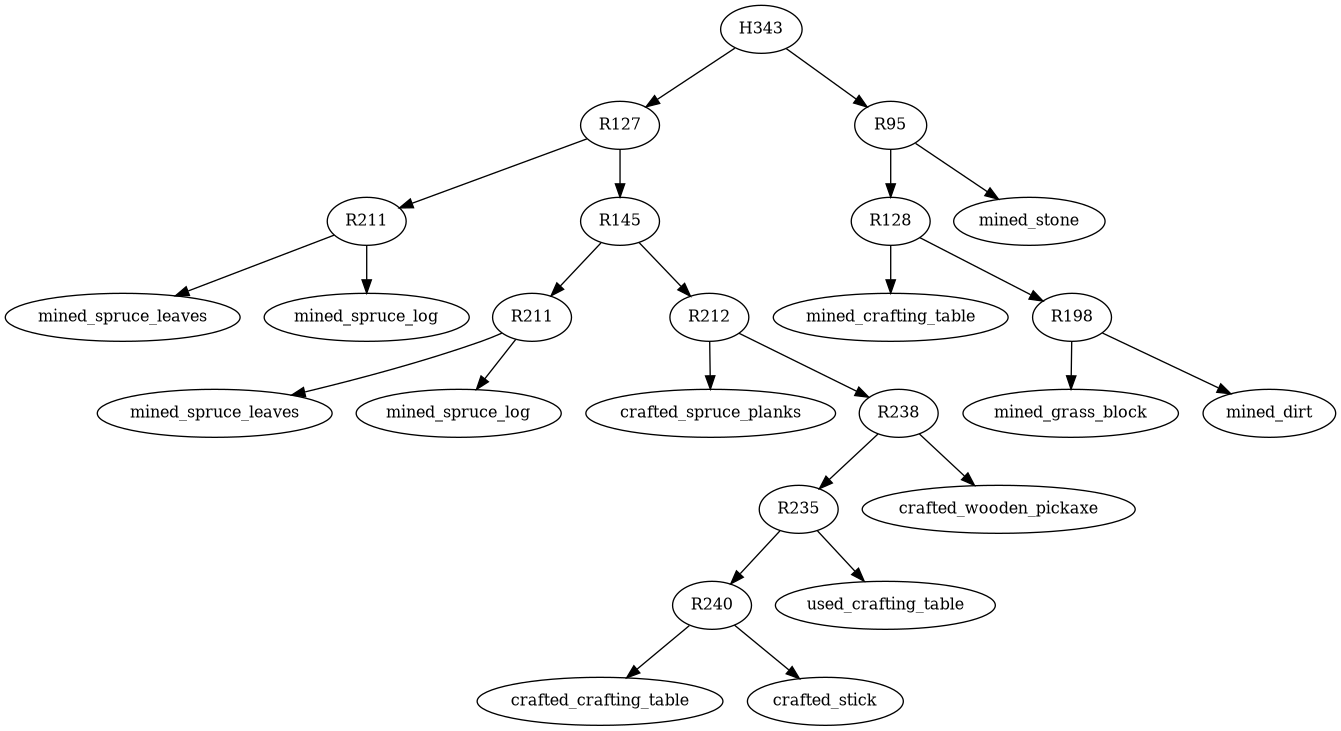 H343
R127
R95
R211
R145
R128
mined_stone
mined_spruce_leaves
mined_spruce_log
R211
R212
mined_crafting_table
R198
mined_spruce_leaves
mined_spruce_log
crafted_spruce_planks
R238
mined_grass_block
mined_dirt
R235
crafted_wooden_pickaxe
R240
used_crafting_table
crafted_crafting_table
crafted_stick